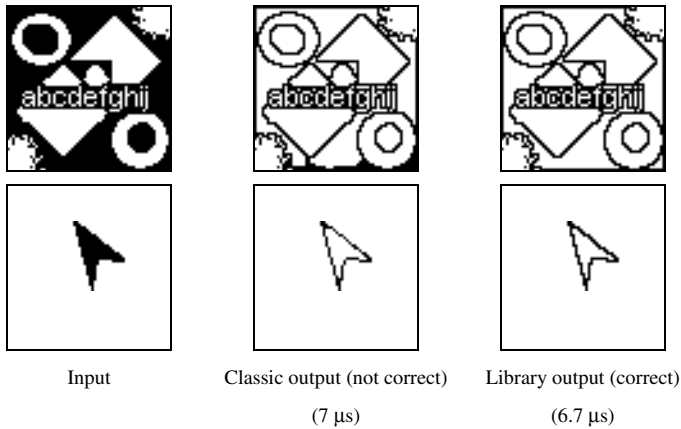 abcdefghij abcdefghij abcdefghij
Input Classic output (not correct) Library output (correct)
(7 µs) (6.7 µs)